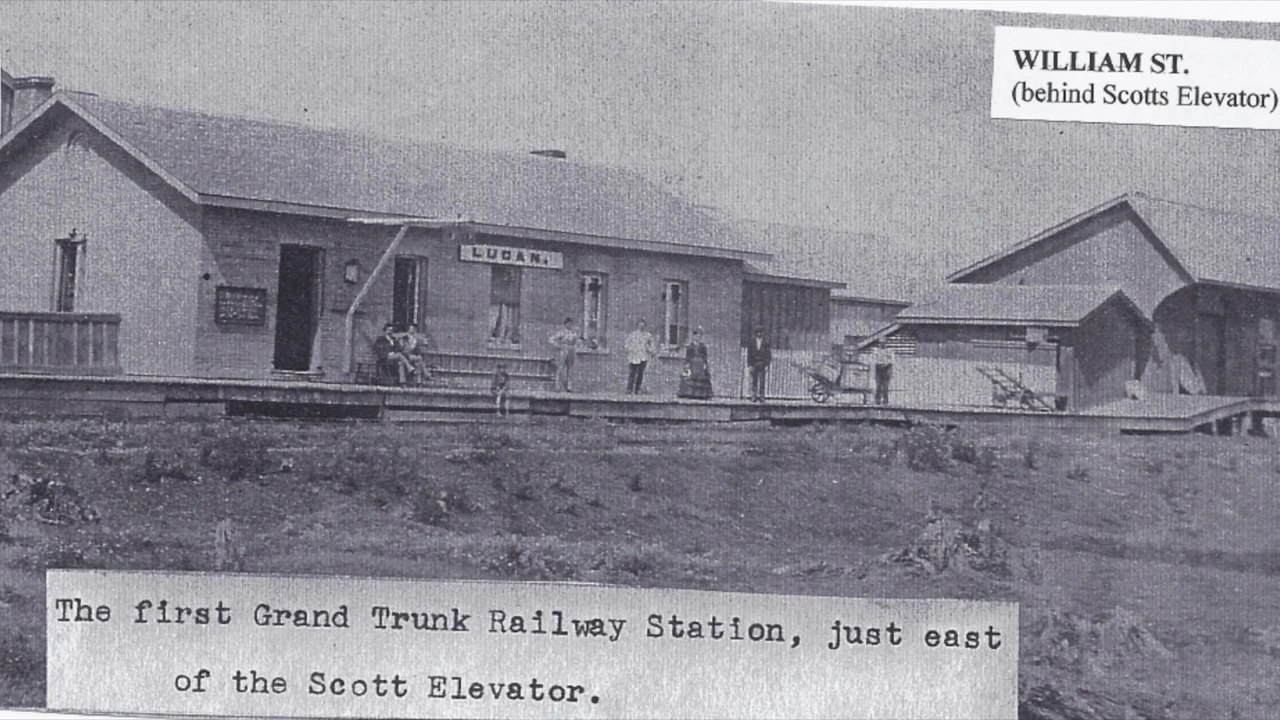 WILLIAM ST.
(behind Scotts Elevator)
LUCAN.
The first Grand Trunk Railway Station, just east
of the Scott Elevator.